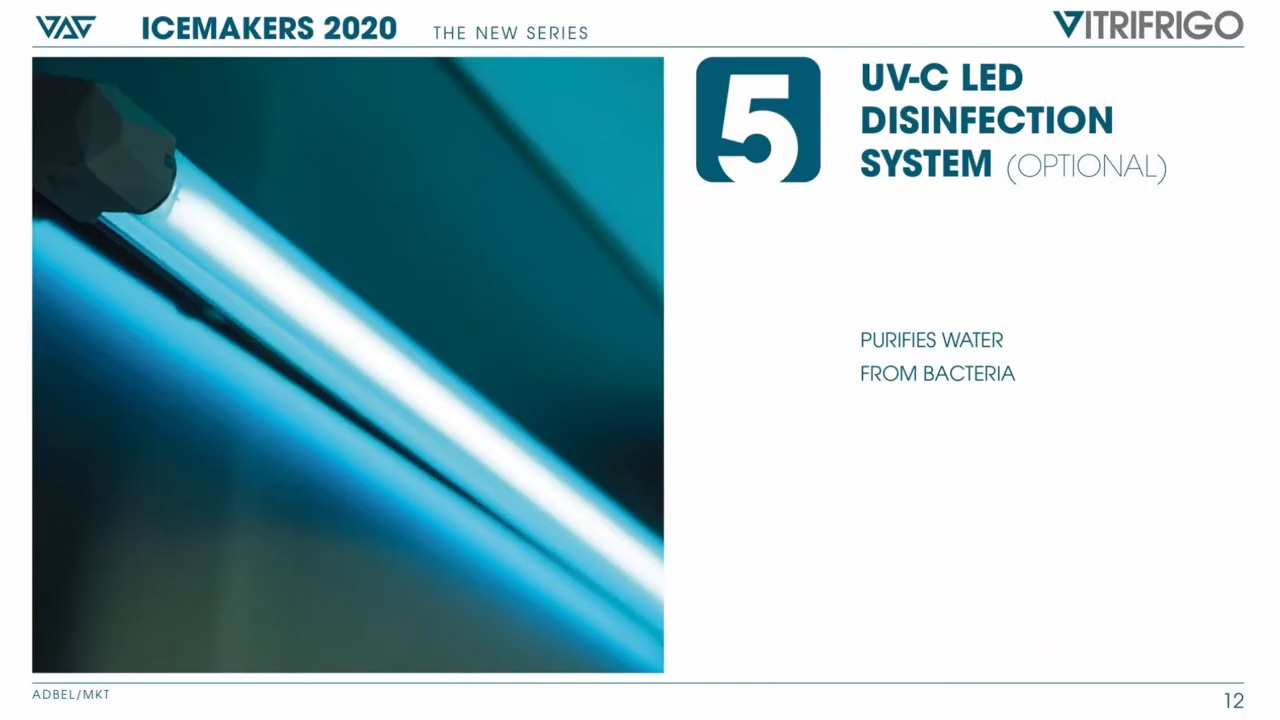 ICEMAKERS 2020 THE NEW SERIES
VITRIFRIGO
5
UV-C LED
DISINFECTION
SYSTEM (OPTIONAL)
PURIFIES WATER
FROM BACTERIA
ADBEL/MKT
12